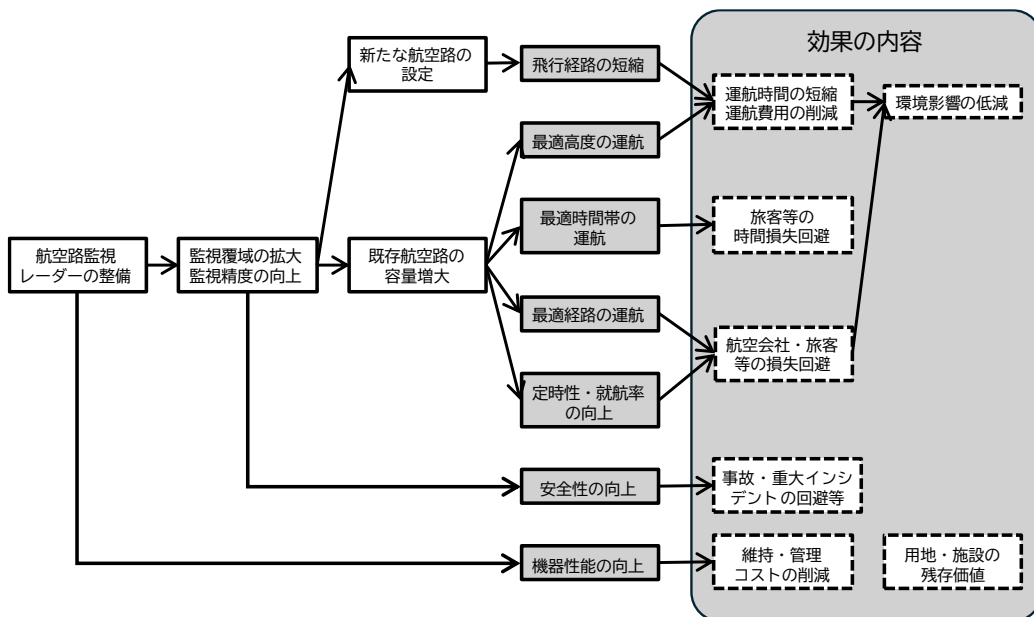 効果の内容
新たな航空路の
設定
飛行経路の短縮
運航時間の短縮
運航費用の削減
環境影響の低減
最適高度の運航
最適時間帯の
運航
旅客等の
時間損失回避
航空路監視
レーダーの整備
監視覆域の拡大
監視精度の向上
既存航空路の
容量増大
最適経路の運航
航空会社・旅客
等の損失回避
定時性・就航率
の向上
安全性の向上
事故・重大インシ
デントの回避等
機器性能の向上
維持・管理
コストの削減
用地・施設の
残存価値